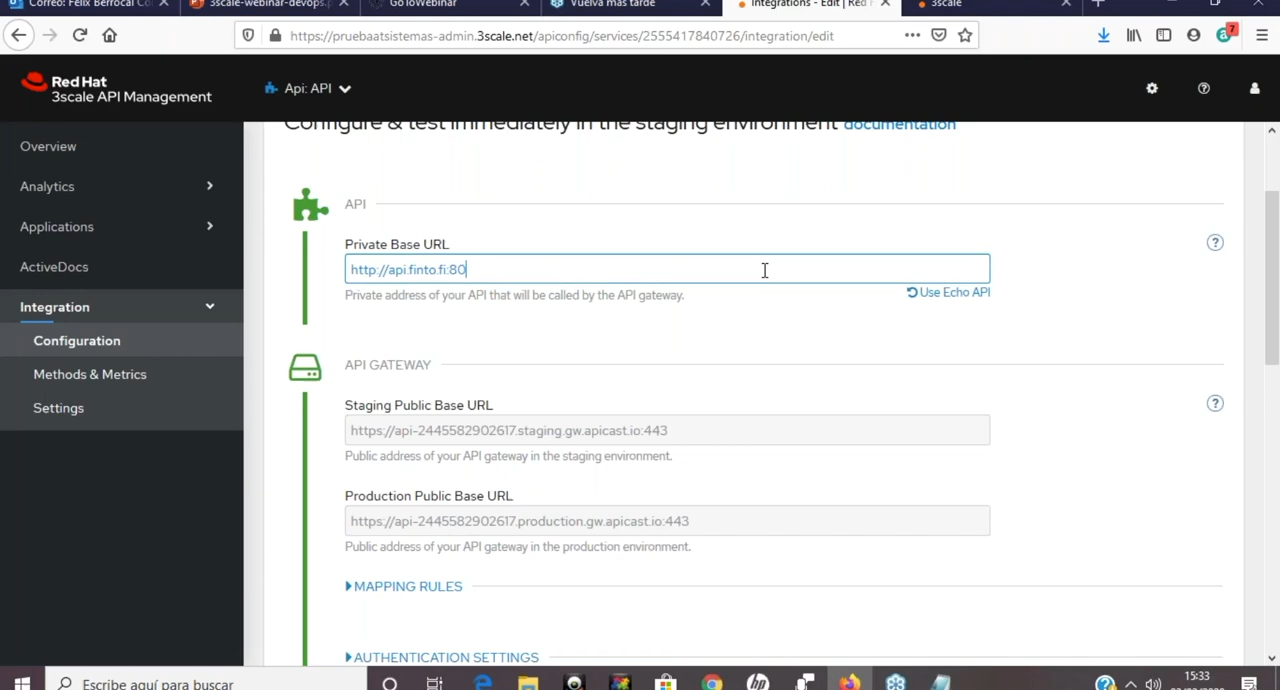 Correo: Felix Berrocal Co
3scale-webinar-devops.p
GoToWebinar
Vuelva más tarde
Integrations - Edit | Red H
3scale
https://pruebaatsistemas-admin.3scale.net/apiconfig/services/2555417840726/integration/edit
7
Red Hat
3scale API Management
Api: API
Configure & test immediately in the staging environment documentation
Overview
Analytics
Applications
ActiveDocs
Integration
Configuration
Methods & Metrics
Settings
API
Private Base URL
http://api.finto.fi:80
Private address of your API that will be called by the API gateway.
Use Echo API
API GATEWAY
Staging Public Base URL
https://api-2445582902617.staging.gw.apicast.io:443
Public address of your API gateway in the staging environment.
Production Public Base URL
https://api-2445582902617.production.gw.apicast.io:443
Public address of your API gateway in the production environment.
MAPPING RULES
AUTHENTICATION SETTINGS
Escribe aquí para buscar
15:33